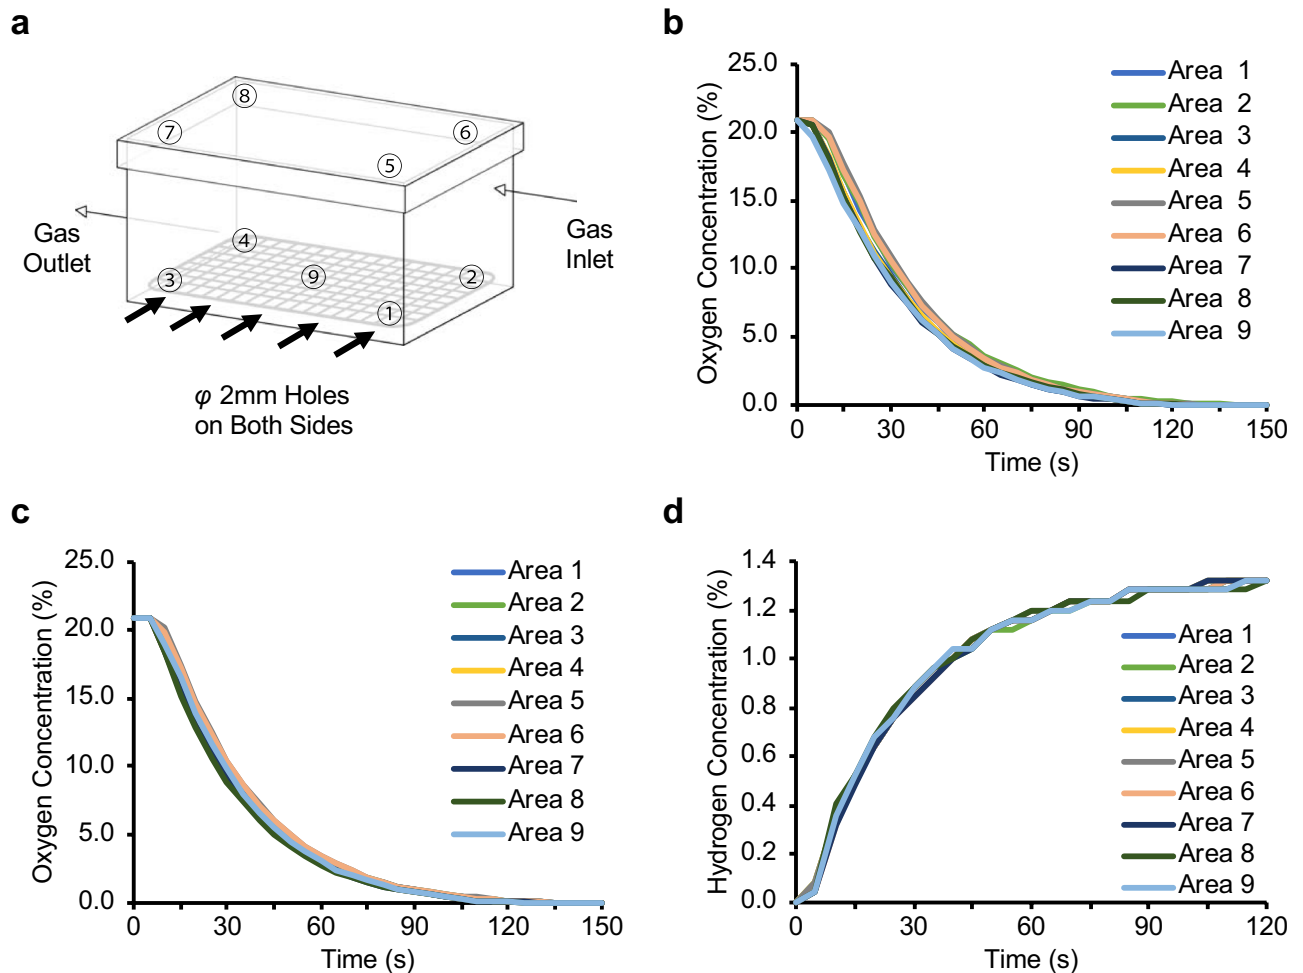 a
8
7
6
5
Gas
Outlet
Gas
Inlet
4
3
9
2
1
φ 2mm Holes
on Both Sides
b
25.0
20.0
15.0
10.0
5.0
0.0
Oxygen Concentration (%)
0 30 60 90 120 150
Time (s)
Area 1
Area 2
Area 3
Area 4
Area 5
Area 6
Area 7
Area 8
Area 9
c
25.0
20.0
15.0
10.0
5.0
0.0
Oxygen Concentration (%)
0 30 60 90 120 150
Time (s)
Area 1
Area 2
Area 3
Area 4
Area 5
Area 6
Area 7
Area 8
Area 9
d
1.4
1.2
1.0
0.8
0.6
0.4
0.2
0.0
Hydrogen Concentration (%)
0 30 60 90 120
Time (s)
Area 1
Area 2
Area 3
Area 4
Area 5
Area 6
Area 7
Area 8
Area 9